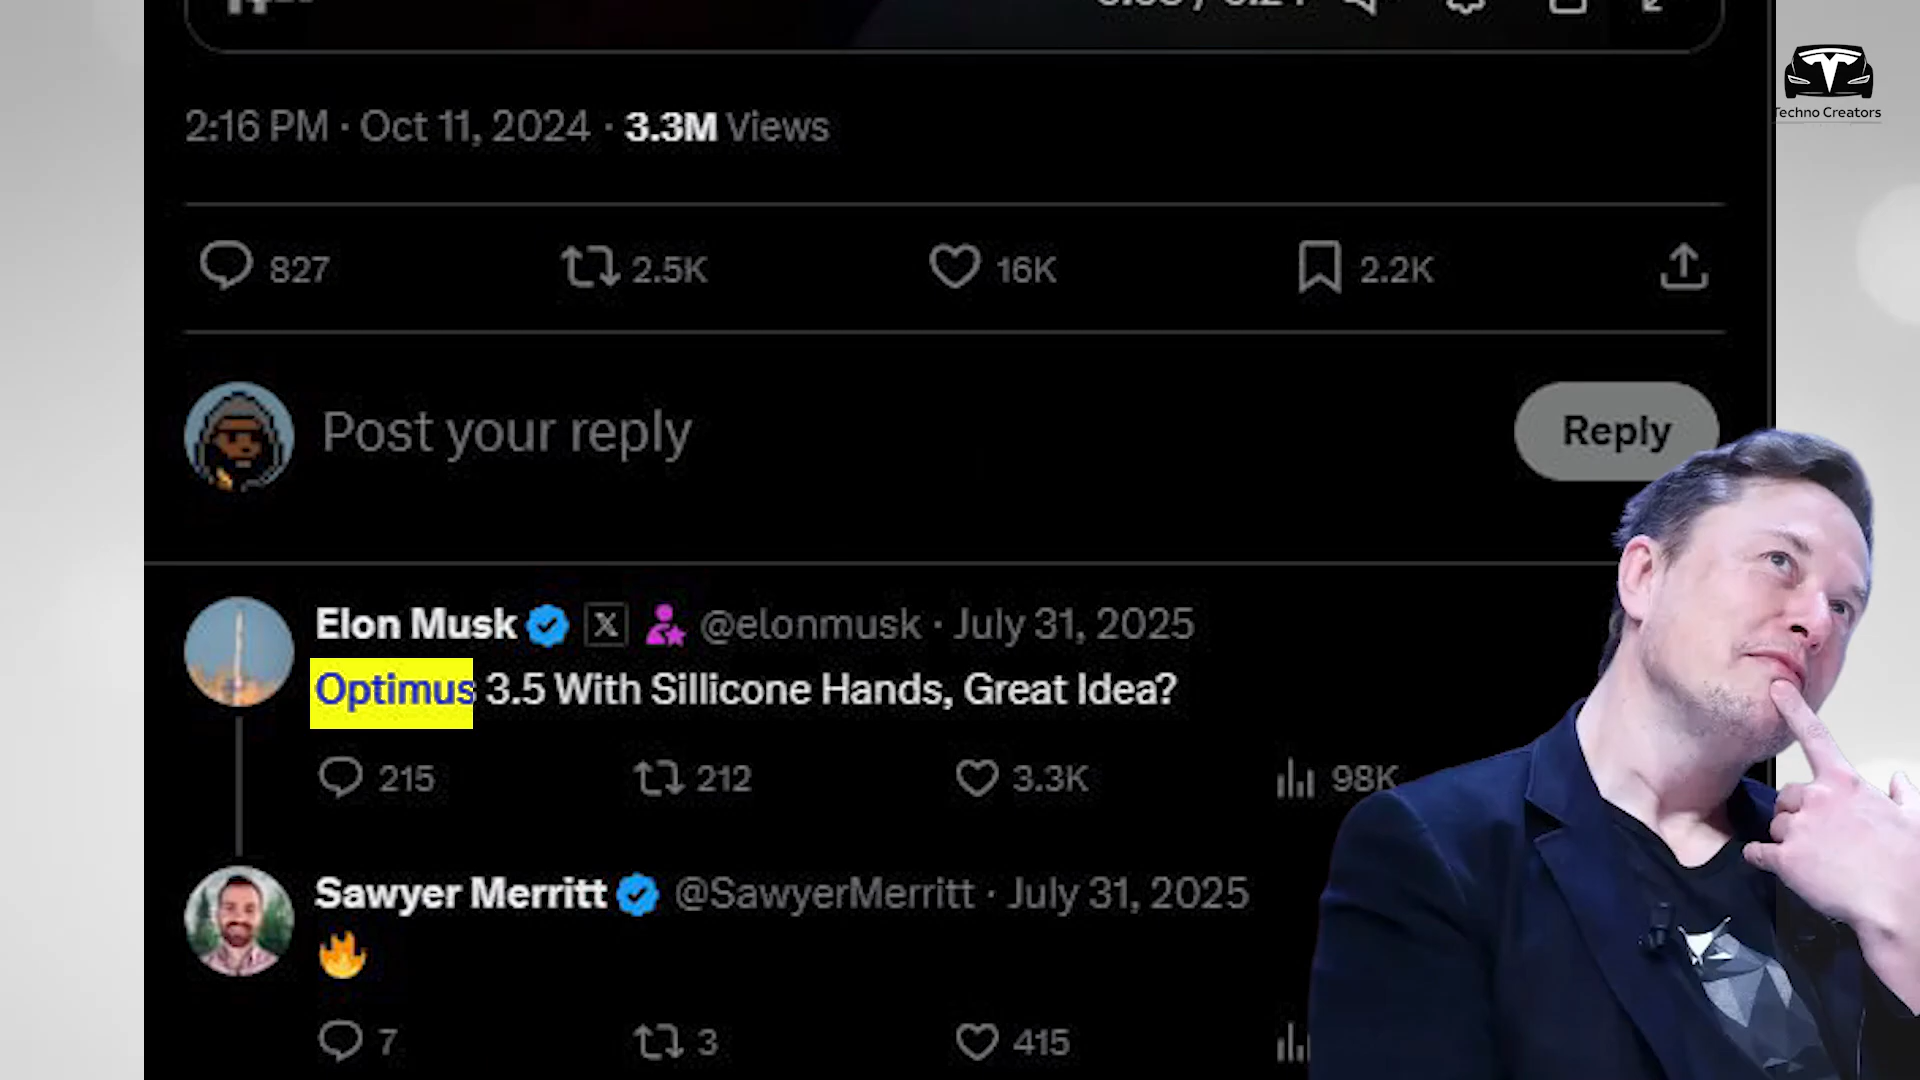 Techno Creators
2:16 PM · Oct 11, 2024 · 3.3M Views
827 2.5K 16K 2.2K
Post your reply
Reply
Elon Musk X @elonmusk · July 31, 2025
Optimus 3.5 With Sillicone Hands, Great Idea?
215 212 3.3K 98K
Sawyer Merritt @SawyerMerritt · July 31, 2025
🔥
7 3 415